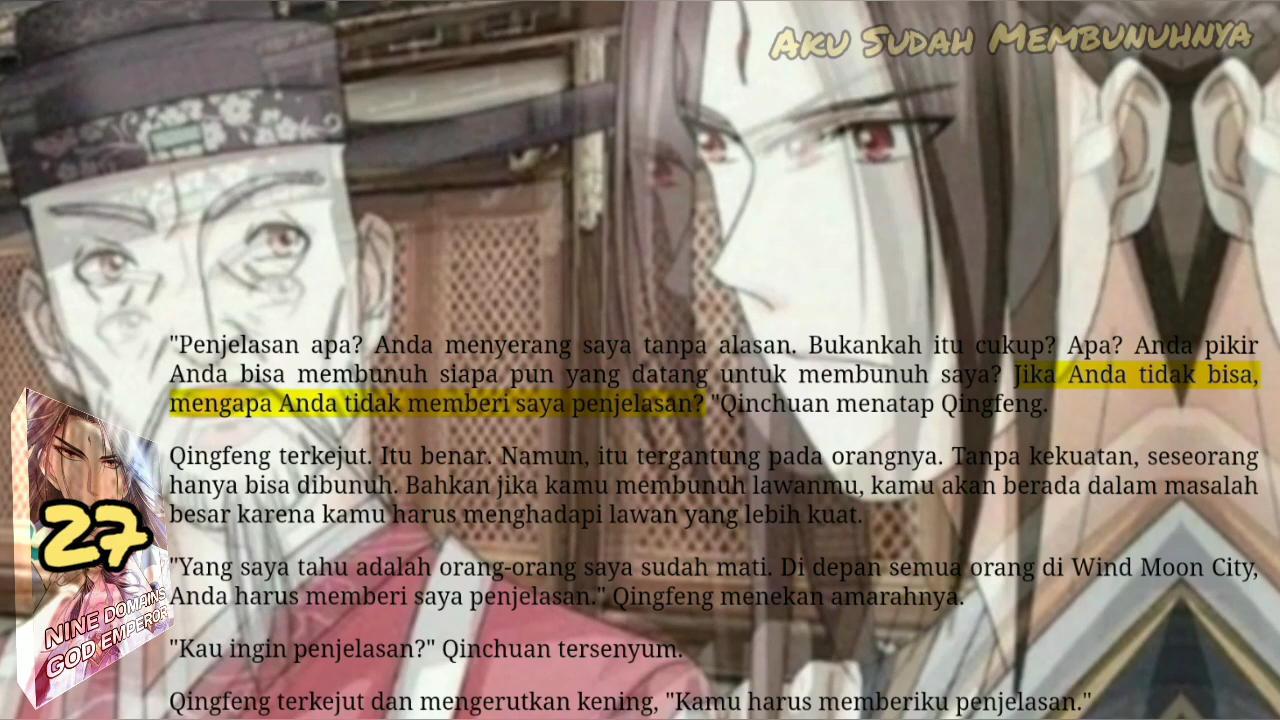 Aku Sudah Membunuhnya
"Penjelasan apa? Anda menyerang saya tanpa alasan. Bukankah itu cukup? Apa? Anda pikir
Anda bisa membunuh siapa pun yang datang untuk membunuh saya? Jika Anda tidak bisa,
mengapa Anda tidak memberi saya penjelasan? "Qinchuan menatap Qingfeng.
Qingfeng terkejut. Itu benar. Namun, itu tergantung pada orangnya. Tanpa kekuatan, seseorang
hanya bisa dibunuh. Bahkan jika kamu membunuh lawanmu, kamu akan berada dalam masalah
besar karena kamu harus menghadapi lawan yang lebih kuat.
"Yang saya tahu adalah orang-orang saya sudah mati. Di depan semua orang di Wind Moon City,
Anda harus memberi saya penjelasan." Qingfeng menekan amarahnya.
"Kau ingin penjelasan?" Qinchuan tersenyum.
Qingfeng terkejut dan mengerutkan kening, "Kamu harus memberiku penjelasan."
27
NINE DOMAINS
GOD EMPEROR